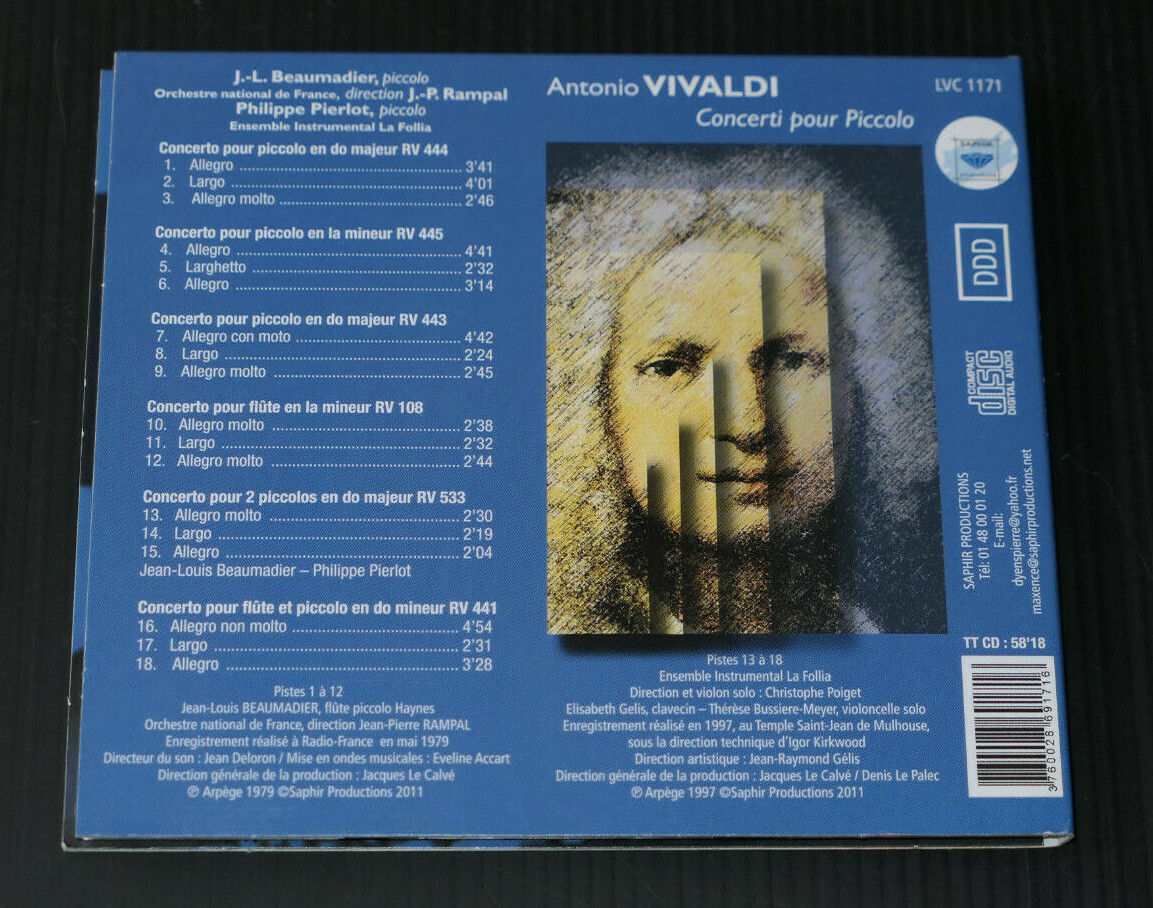 J.-L. Beaumadier, piccolo
Orchestre national de France, direction J.-P. Rampal
Philippe Pierlot, piccolo
Ensemble Instrumental La Follia
Concerto pour piccolo en do majeur RV 444
1. Allegro ........ 3'41
2. Largo ........ 4'01
3. Allegro molto ........ 2'46
Concerto pour piccolo en la mineur RV 445
4. Allegro ........ 4'41
5. Larghetto ........ 2'32
6. Allegro ........ 3'14
Concerto pour piccolo en do majeur RV 443
7. Allegro con moto ........ 4'42
8. Largo ........ 2'24
9. Allegro molto ........ 2'45
Concerto pour flûte en la mineur RV 108
10. Allegro molto ........ 2'38
11. Largo ........ 2'32
12. Allegro molto ........ 2'44
Concerto pour 2 piccolos en do majeur RV 533
13. Allegro molto ........ 2'30
14. Largo ........ 2'19
15. Allegro ........ 2'04
Jean-Louis Beaumadier – Philippe Pierlot
Concerto pour flûte et piccolo en do mineur RV 441
16. Allegro non molto ........ 4'54
17. Largo ........ 2'31
18. Allegro ........ 3'28
Pistes 1 à 12
Jean-Louis BEAUMADIER, flûte piccolo Haynes
Orchestre national de France, direction Jean-Pierre RAMPAL
Enregistrement réalisé à Radio-France en mai 1979
Directeur du son : Jean Deloron / Mise en ondes musicales : Eveline Accart
Direction générale de la production : Jacques Le Calvé
℗ Arpège 1979 ©Saphir Productions 2011
Antonio VIVALDI
Concerti pour Piccolo
Pistes 13 à 18
Ensemble Instrumental La Follia
Direction et violon solo : Christophe Poiget
Elisabeth Gelis, clavecin – Thérèse Bussiere-Meyer, violoncelle solo
Enregistrement réalisé en 1997, au Temple Saint-Jean de Mulhouse,
sous la direction technique d'Igor Kirkwood
Direction artistique : Jean-Raymond Gélis
Direction générale de la production : Jacques Le Calvé / Denis Le Palec
℗ Arpège 1997 ©Saphir Productions 2011
LVC 1171
DDD
COMPACT
disc
DIGITAL AUDIO
SAPHIR PRODUCTIONS
Tél: 01 48 00 01 20
E-mail:
dyenspierre@yahoo.fr
maxence@saphirproductions.net
TT CD : 58'18
3760028691716